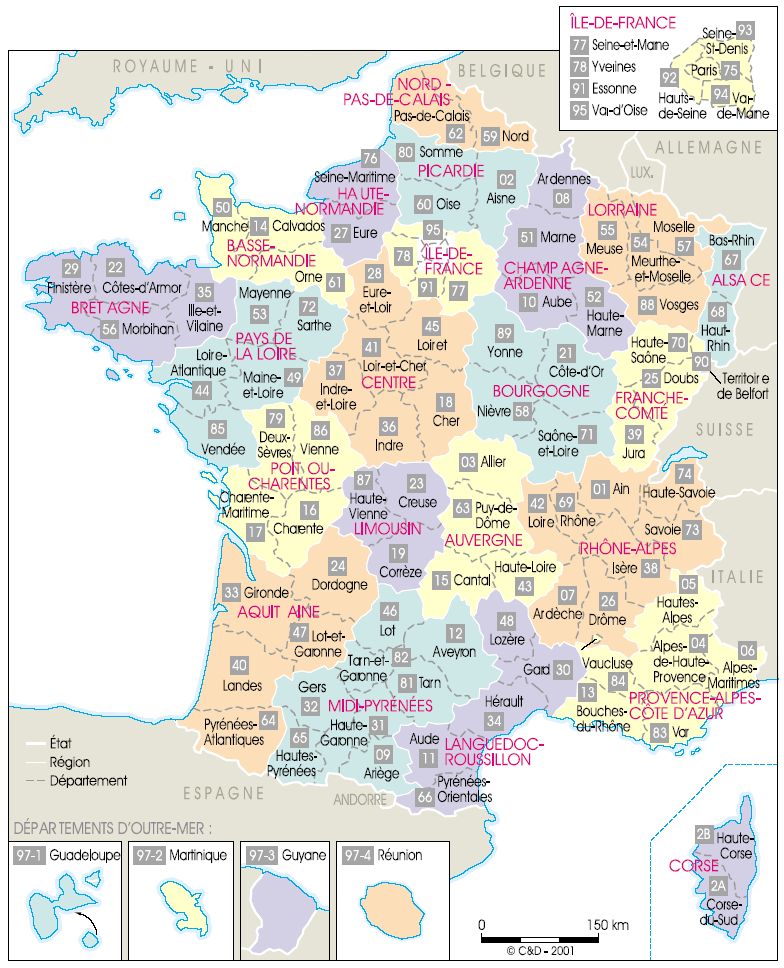 ÎLE-DE-FRANCE
77 Seine-et-Marne
78 Yvelines
91 Essonne
95 Val-d'Oise
Seine-
St-Denis
93
92
Hauts-
de-Seine
Paris 75
94 Val-
de-Marne
ROYAUME - UNI
BELGIQUE
ALLEMAGNE
LUX.
SUISSE
ITALIE
ESPAGNE
ANDORRE
NORD -
PAS-DE-CALAIS
Pas-de-Calais
62
59 Nord
80 Somme
PICARDIE
02
Aisne
60 Oise
76
Seine-Maritime
HAUTE-
NORMANDIE
27 Eure
50
Manche
14 Calvados
BASSE-
NORMANDIE
Orne 61
Ardennes
08
51 Marne
CHAMPAGNE-
ARDENNE
10 Aube
52
Haute-
Marne
LORRAINE
55
Meuse
54
Meurthe-
et-Moselle
Moselle
57
88 Vosges
Bas-Rhin
67
ALSACE
68
Haut-
Rhin
95
78
ÎLE-DE-
FRANCE
91
77
29
Finistère
22
Côtes-d'Armor
BRETAGNE
56 Morbihan
35
Ille-et-
Vilaine
Mayenne
53
72
Sarthe
PAYS DE
LA LOIRE
Loire-
Atlantique
44
Maine-
et-Loire
49
85
Vendée
28
Eure-
et-Loir
45
Loiret
41
Loir-et-Cher
37
Indre-
et-Loire
CENTRE
18
Cher
36
Indre
89
Yonne
21
Côte-d'Or
BOURGOGNE
Nièvre 58
Saône-
et-Loire
71
Haute-
Saône
70
90
Territoire
de Belfort
25 Doubs
FRANCHE-
COMTÉ
39
Jura
79
Deux-
Sèvres
86
Vienne
POITOU-
CHARENTES
Charente-
Maritime
17
16
Charente
87
Haute-
Vienne
23
Creuse
LIMOUSIN
19
Corrèze
03 Allier
63
Puy-de-
Dôme
AUVERGNE
15 Cantal
Haute-Loire
43
42
Loire
69
Rhône
01 Ain
74
Haute-Savoie
Savoie 73
RHÔNE-ALPES
Isère 38
07
Ardèche
26
Drôme
24
Dordogne
33 Gironde
AQUITAINE
47
Lot-et-
Garonne
40
Landes
Pyrénées-
Atlantiques
64
46
Lot
12
Aveyron
Tarn-et-
Garonne
82
81 Tarn
Gers
32
MIDI-PYRÉNÉES
Haute-
Garonne
31
65
Hautes-
Pyrénées
09
Ariège
48
Lozère
Gard 30
Hérault
34
Aude
11
LANGUEDOC-
ROUSSILLON
66
Pyrénées-
Orientales
05
Hautes-
Alpes
04
Alpes-
de-Haute-
Provence
06
Alpes-
Maritimes
Vaucluse
84
13
Bouches-
du-Rhône
PROVENCE-ALPES-
CÔTE D'AZUR
83 Var
2B
Haute-
Corse
CORSE
2A
Corse-
du-Sud
État
Région
Département
DÉPARTEMENTS D'OUTRE-MER :
97-1 Guadeloupe
97-2 Martinique
97-3 Guyane
97-4 Réunion
0 150 km
© C&D - 2001